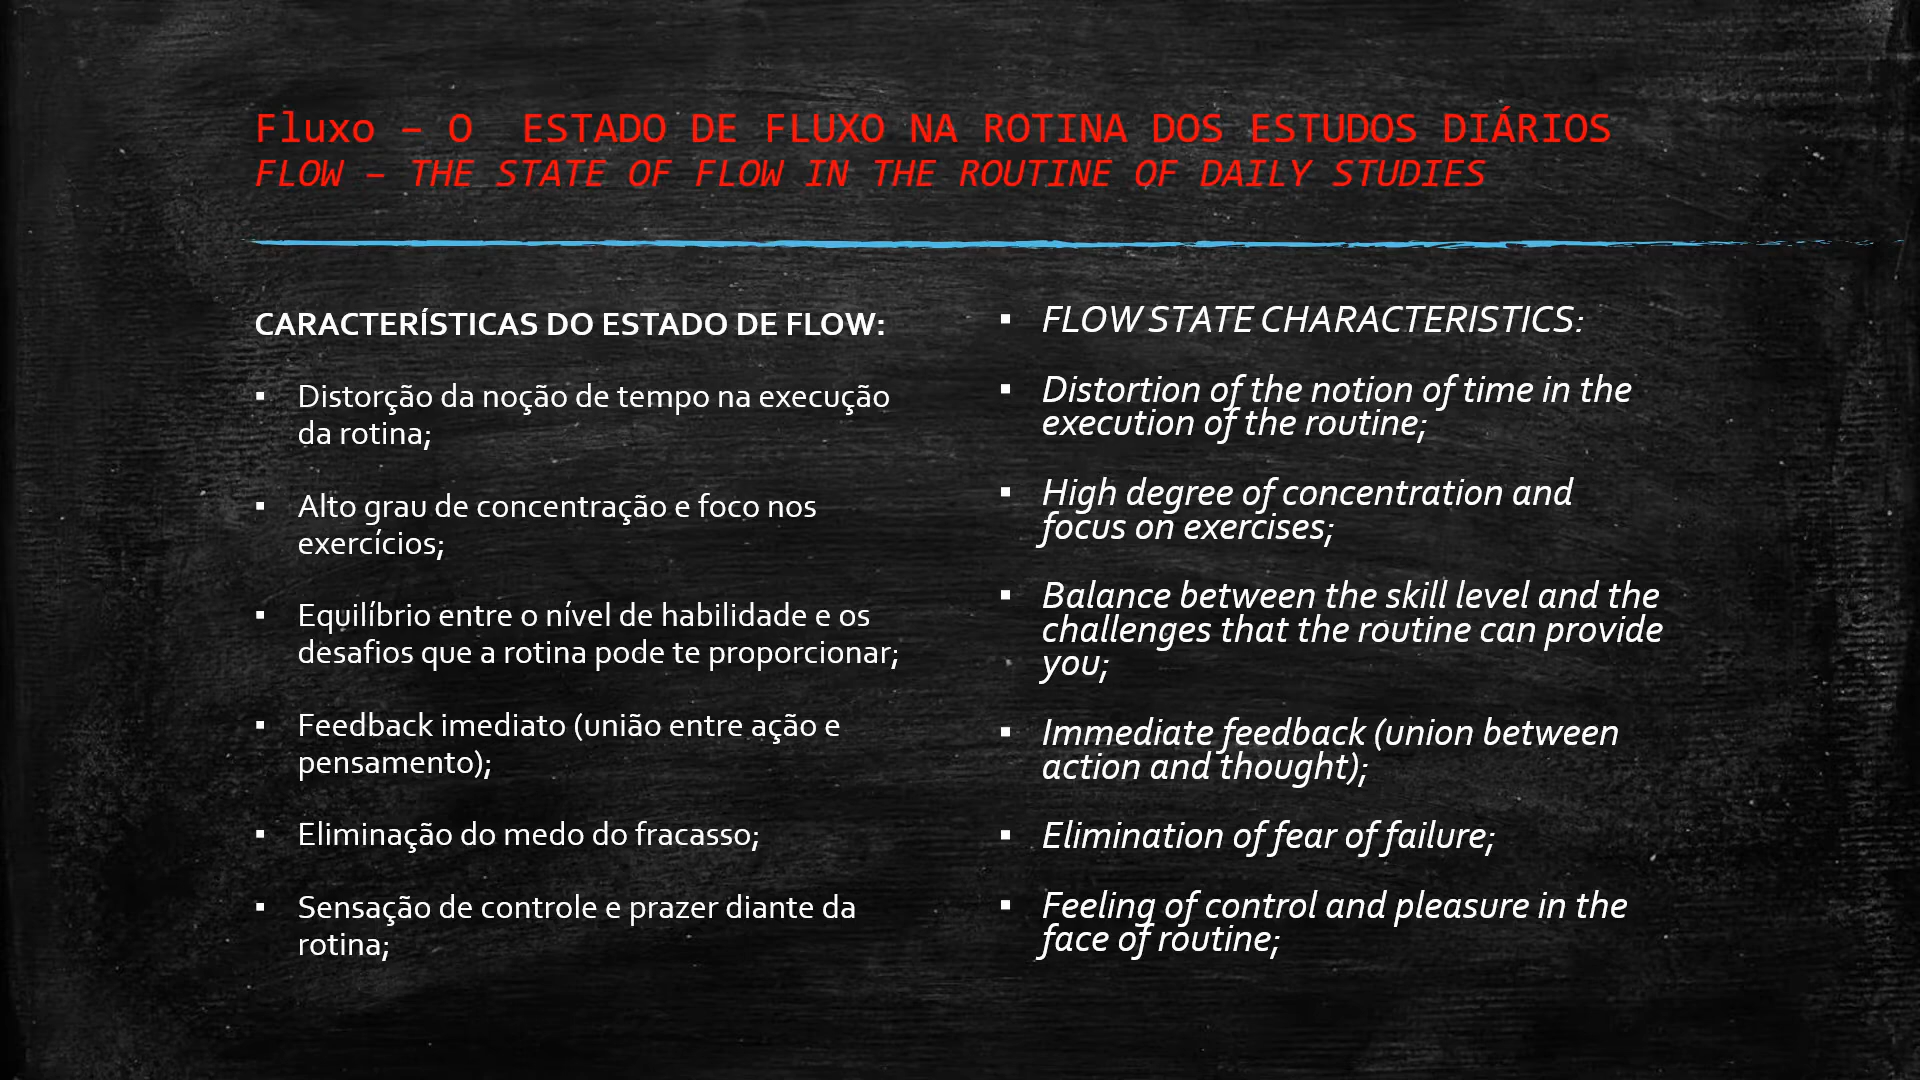 Fluxo – O  ESTADO DE FLUXO NA ROTINA DOS ESTUDOS DIÁRIOS
FLOW – THE STATE OF FLOW IN THE ROUTINE OF DAILY STUDIES
CARACTERÍSTICAS DO ESTADO DE FLOW:
▪ Distorção da noção de tempo na execução
da rotina;
▪ Alto grau de concentração e foco nos
exercícios;
▪ Equilíbrio entre o nível de habilidade e os
desafios que a rotina pode te proporcionar;
▪ Feedback imediato (união entre ação e
pensamento);
▪ Eliminação do medo do fracasso;
▪ Sensação de controle e prazer diante da
rotina;
▪ FLOW STATE CHARACTERISTICS:
▪ Distortion of the notion of time in the
execution of the routine;
▪ High degree of concentration and
focus on exercises;
▪ Balance between the skill level and the
challenges that the routine can provide
you;
▪ Immediate feedback (union between
action and thought);
▪ Elimination of fear of failure;
▪ Feeling of control and pleasure in the
face of routine;